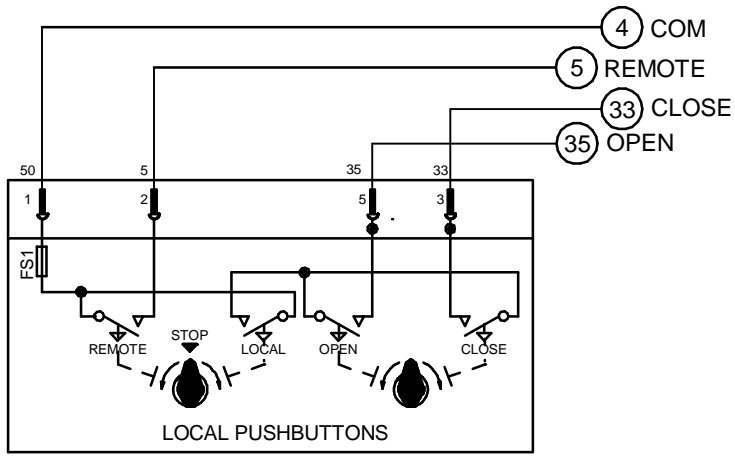 4 COM
5 REMOTE
33 CLOSE
35 OPEN
50 5 35 33
1 2 5 3
FS1
STOP
REMOTE LOCAL OPEN CLOSE
LOCAL PUSHBUTTONS